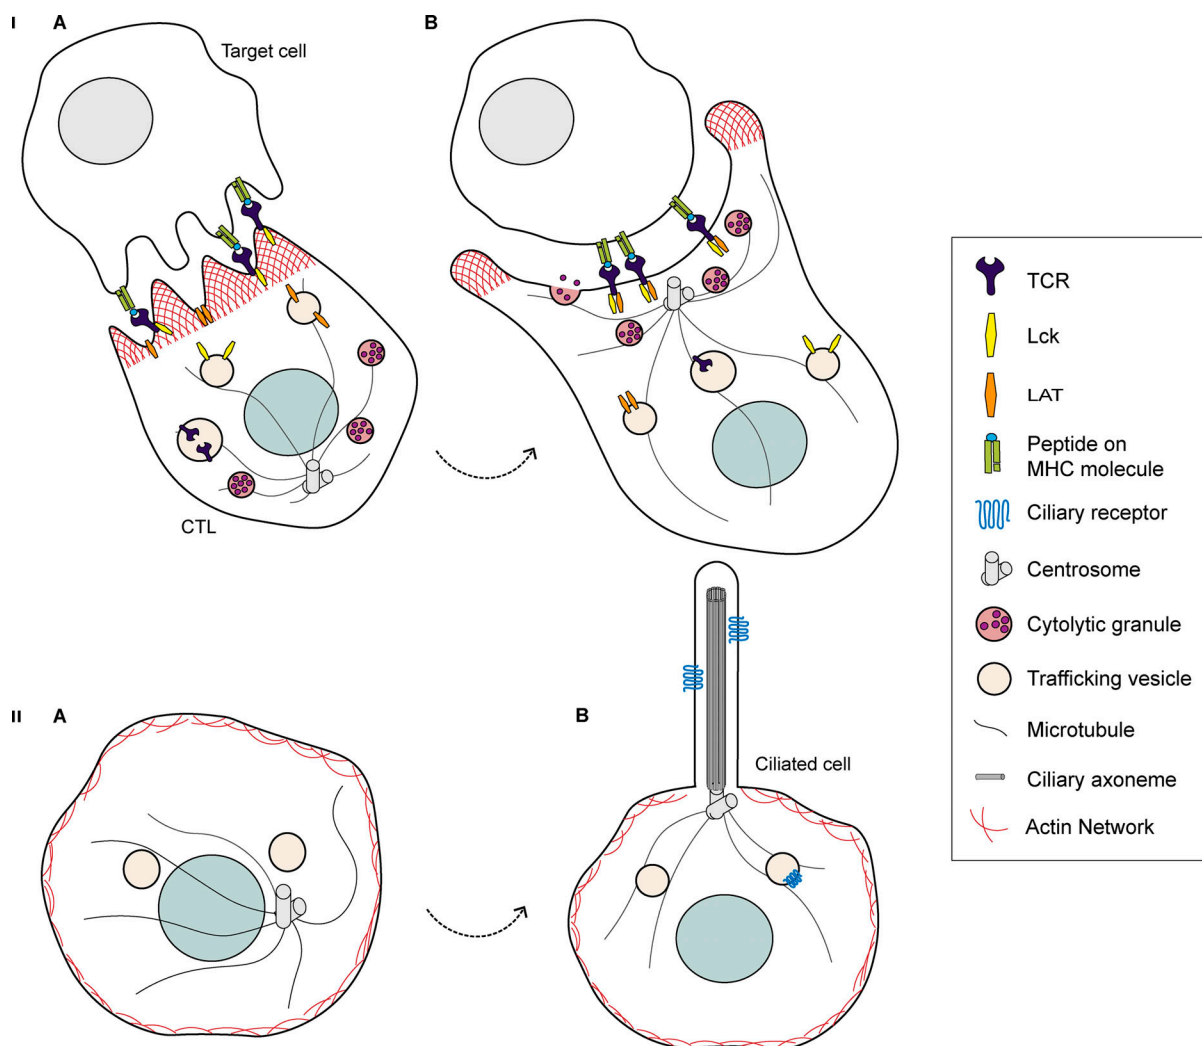 I A
B
Target cell
CTL
TCR
Lck
LAT
Peptide on
MHC molecule
Ciliary receptor
Centrosome
Cytolytic granule
Trafficking vesicle
Microtubule
Ciliary axoneme
Actin Network
II A
B
Ciliated cell